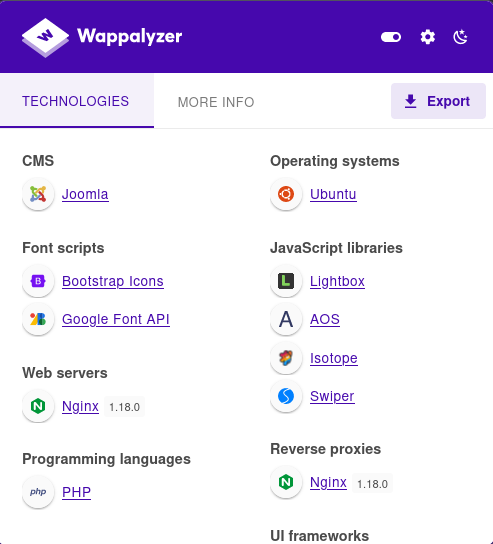 Wappalyzer
TECHNOLOGIES
MORE INFO
Export
CMS
Joomla
Font scripts
Bootstrap Icons
Google Font API
Web servers
Nginx 1.18.0
Programming languages
php PHP
Operating systems
Ubuntu
JavaScript libraries
Lightbox
AOS
Isotope
Swiper
Reverse proxies
Nginx 1.18.0
UI frameworks